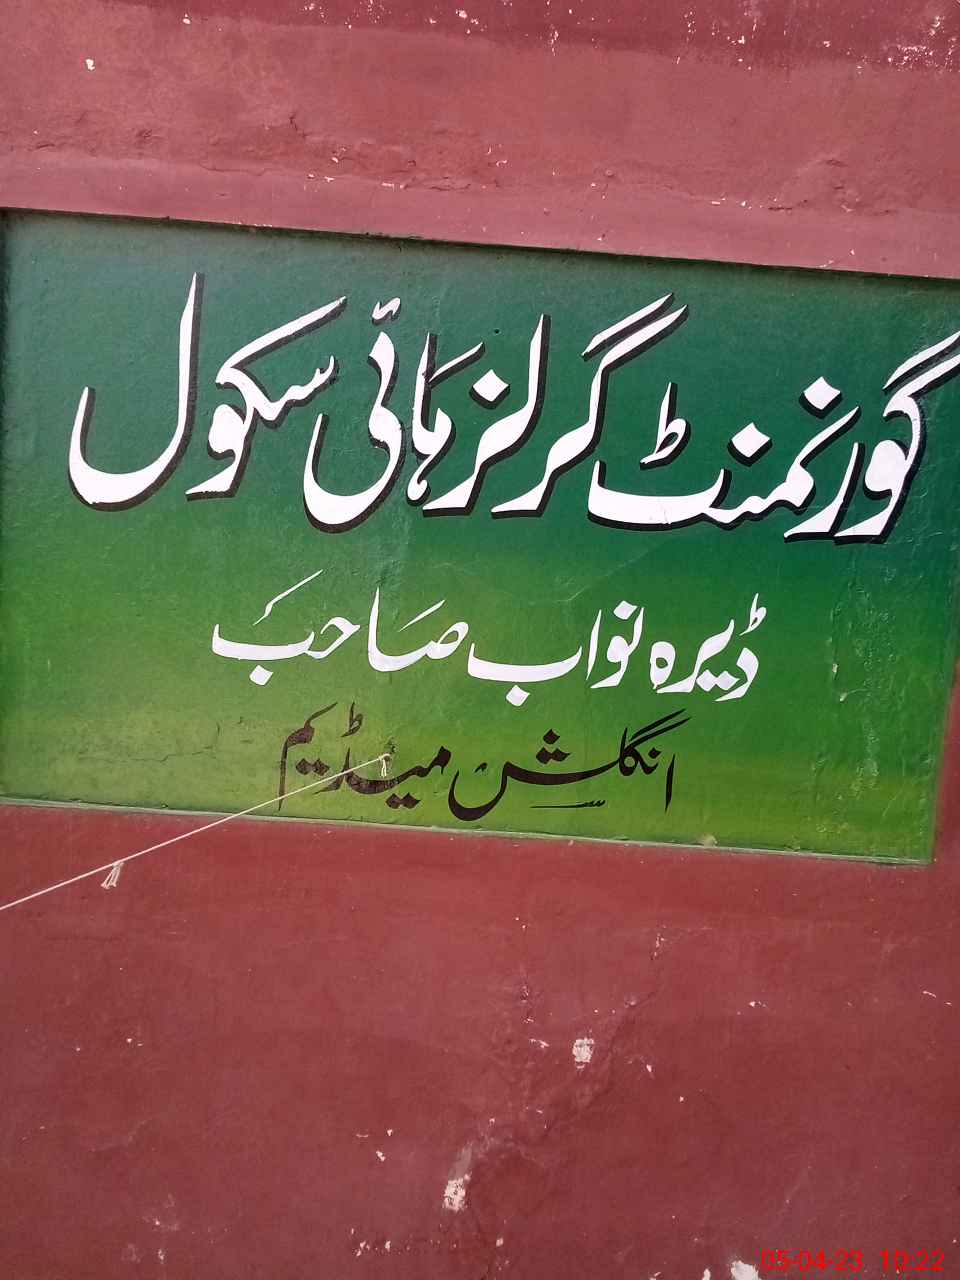 گورنمنٹ گرلز ہائی سکول
ڈیرہ نواب صاحب
انگلش میڈیم
05-04-23 10:22